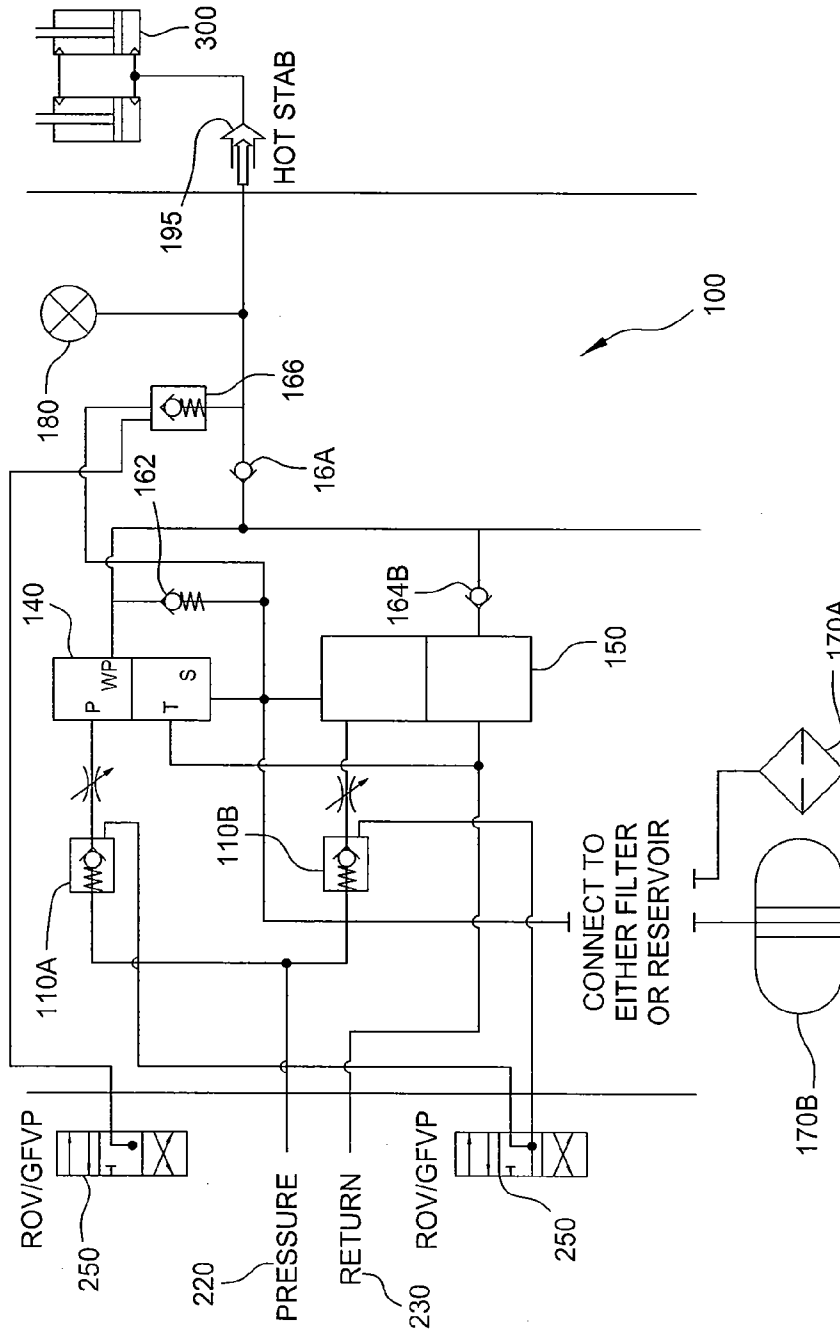 300
HOT STAB
195
180
166
16A
162
100
140
P
WP
T
S
164B
150
110A
110B
170A
CONNECT TO
EITHER FILTER
OR RESERVOIR
170B
ROV/GFVP
T
250
PRESSURE
220
RETURN
230
ROV/GFVP
T
250